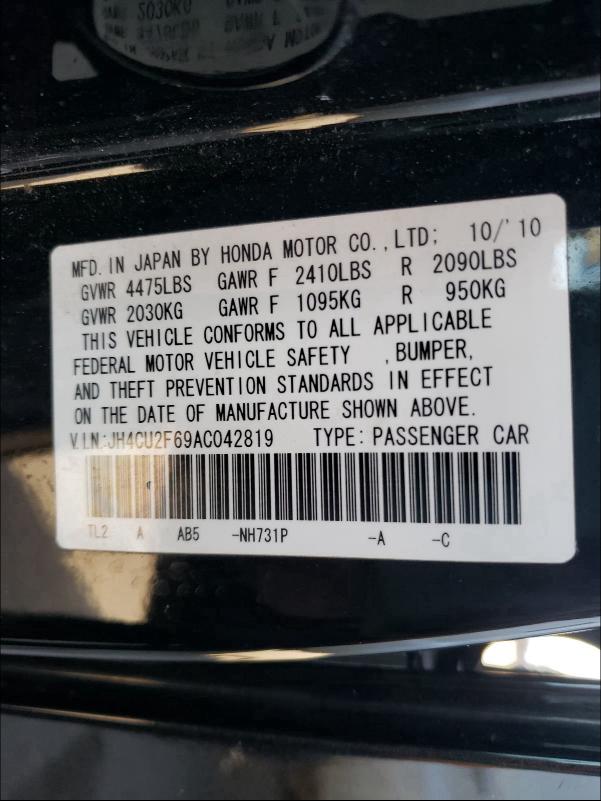 MFD. IN JAPAN BY HONDA MOTOR CO., LTD; 10/'10
GVWR 4475LBS GAWR F 2410LBS R 2090LBS
GVWR 2030KG GAWR F 1095KG R 950KG
THIS VEHICLE CONFORMS TO ALL APPLICABLE
FEDERAL MOTOR VEHICLE SAFETY , BUMPER,
AND THEFT PREVENTION STANDARDS IN EFFECT
ON THE DATE OF MANUFACTURE SHOWN ABOVE.
V.I.N.:JH4CU2F69AC042819 TYPE: PASSENGER CAR
TL2 A AB5 -NH731P -A -C